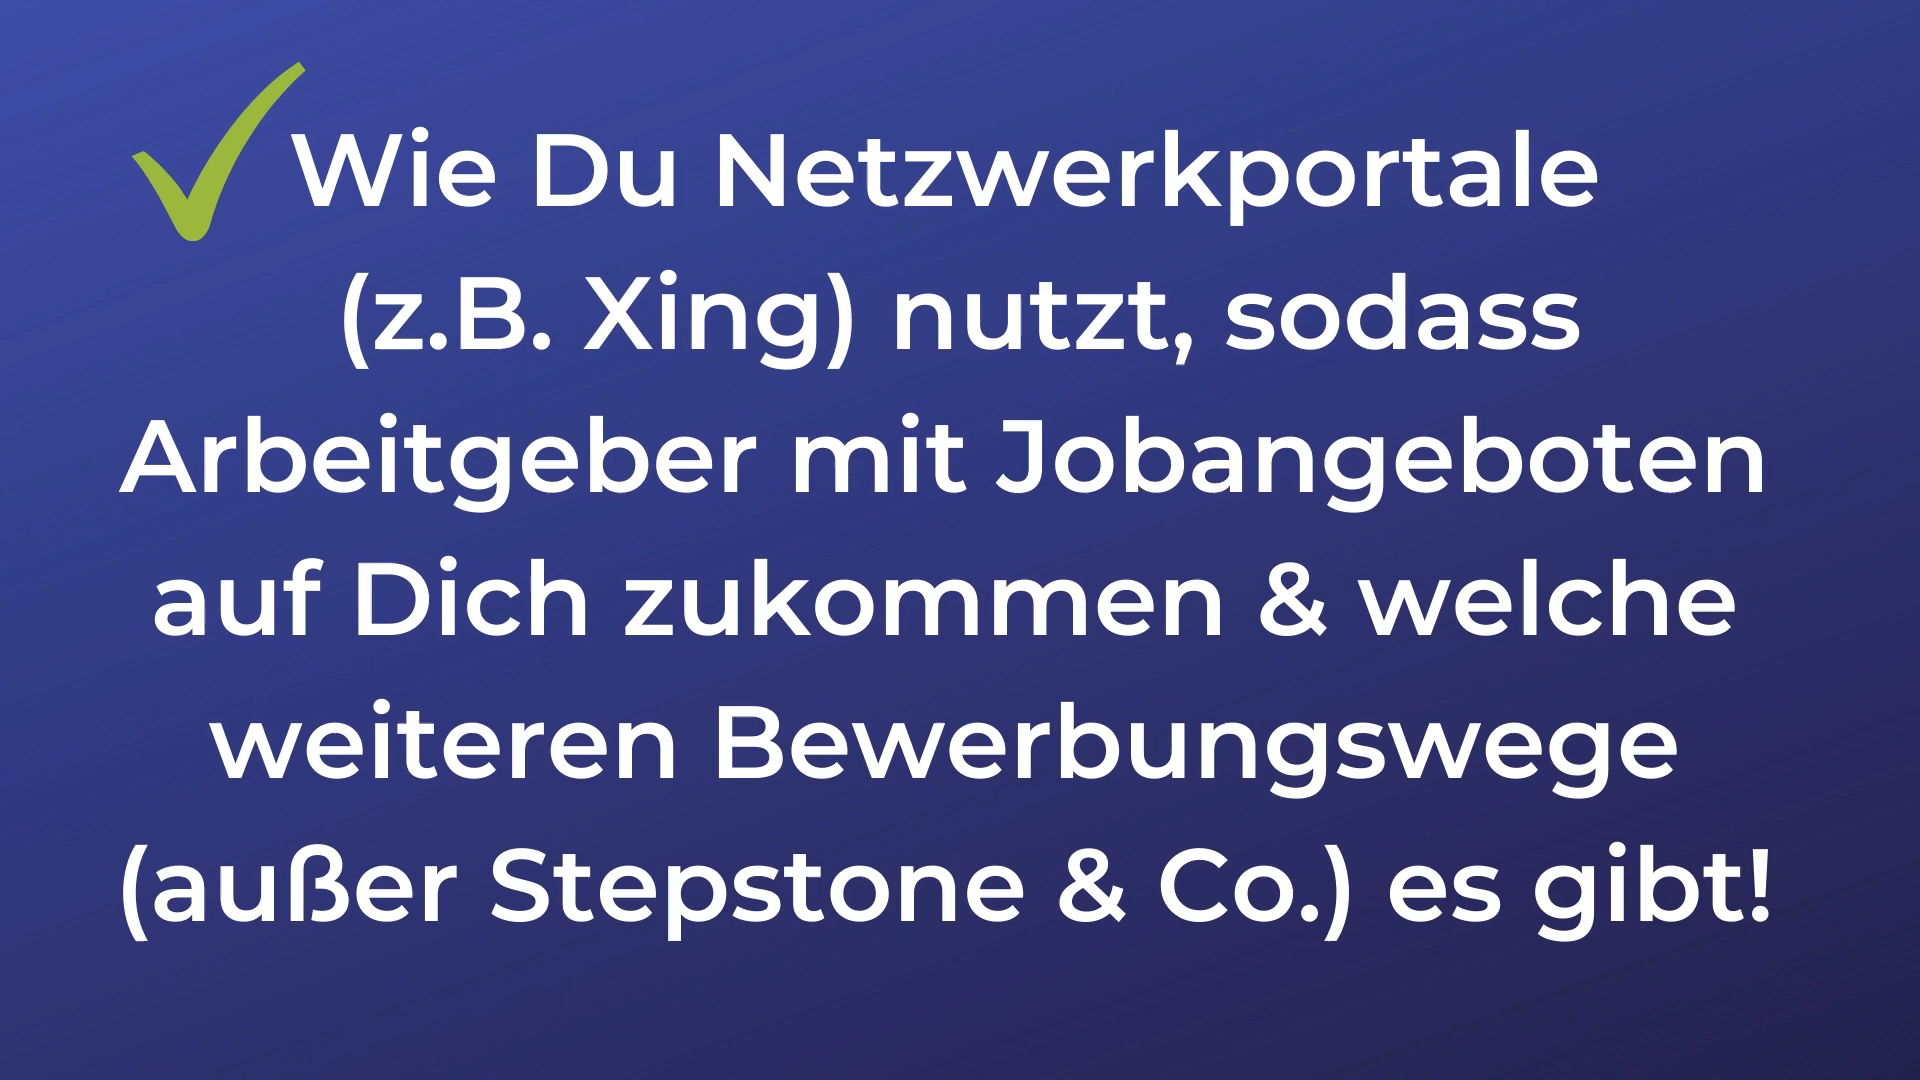 Wie Du Netzwerkportale
(z.B. Xing) nutzt, sodass
Arbeitgeber mit Jobangeboten
auf Dich zukommen & welche
weiteren Bewerbungswege
(außer Stepstone & Co.) es gibt!